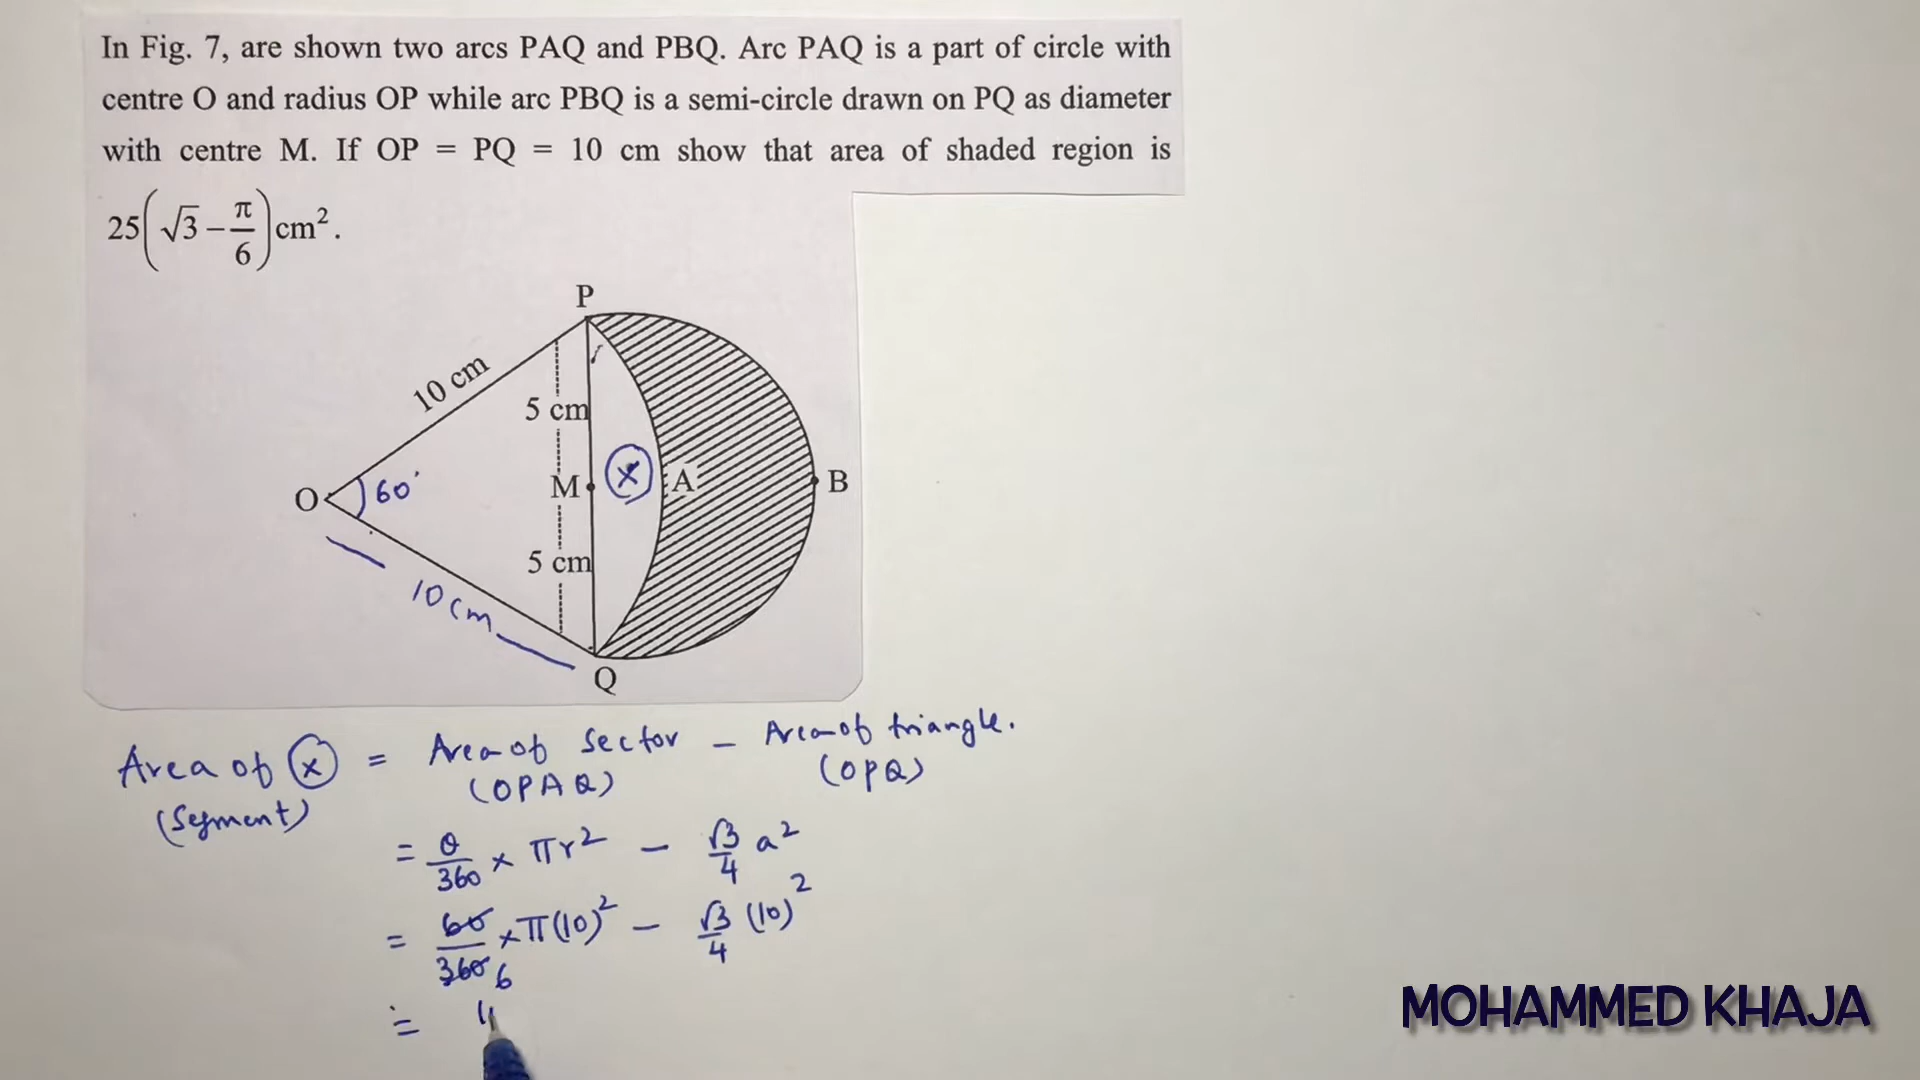 In Fig. 7, are shown two arcs PAQ and PBQ. Arc PAQ is a part of circle with
centre O and radius OP while arc PBQ is a semi-circle drawn on PQ as diameter
with centre M. If OP = PQ = 10 cm show that area of shaded region is
25(√3 − π/6)cm².
P
10 cm
5 cm
O 60° M X A B
5 cm
10 cm
Q
Area of X = Area of Sector − Area of triangle.
(Segment) (OPAQ) (OPQ)
= θ/360 × πr² − √3/4 a²
= 60/360 6 × π(10)² − √3/4 (10)²
=
MOHAMMED KHAJA